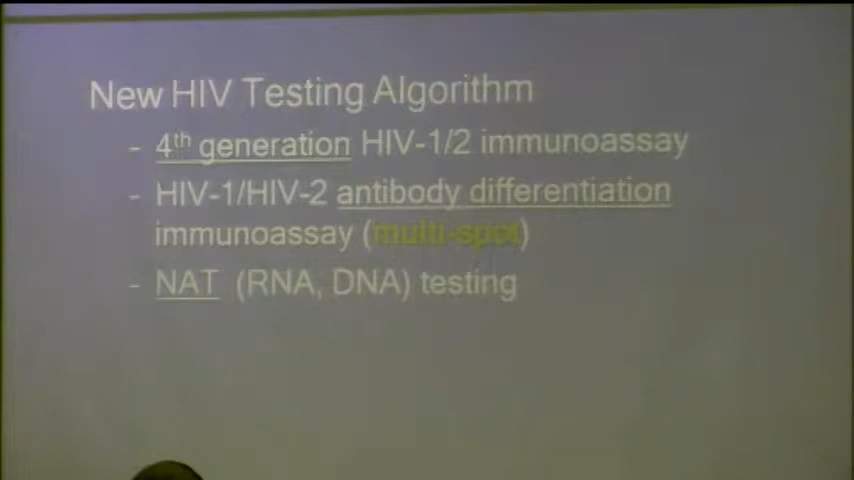 New HIV Testing Algorithm
- 4th generation HIV-1/2 immunoassay
- HIV-1/HIV-2 antibody differentiation
immunoassay (multi-spot)
- NAT (RNA, DNA) testing